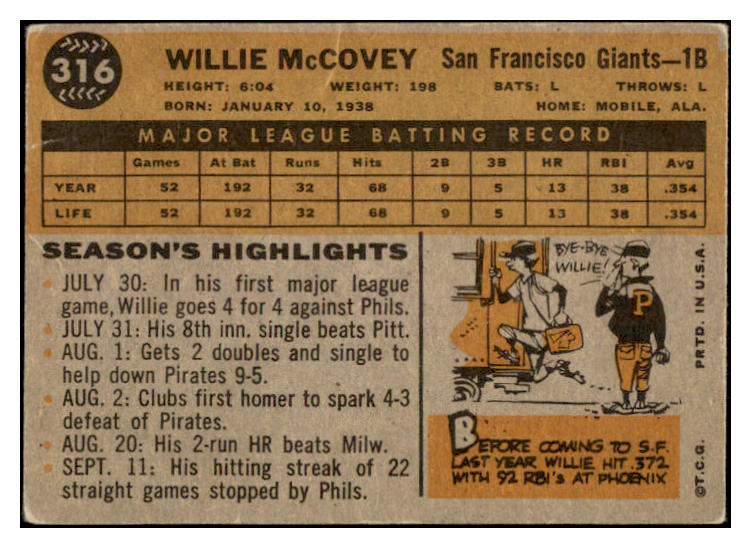 316
WILLIE McCOVEY San Francisco Giants—1B
HEIGHT: 6:04 WEIGHT: 198 BATS: L THROWS: L
BORN: JANUARY 10, 1938 HOME: MOBILE, ALA.
MAJOR LEAGUE BATTING RECORD
Games At Bat Runs Hits 2B 3B HR RBI Avg
YEAR 52 192 32 68 9 5 13 38 .354
LIFE 52 192 32 68 9 5 13 38 .354
SEASON'S HIGHLIGHTS
JULY 30: In his first major league
game, Willie goes 4 for 4 against Phils.
JULY 31: His 8th inn. single beats Pitt.
AUG. 1: Gets 2 doubles and single to
help down Pirates 9-5.
AUG. 2: Clubs first homer to spark 4-3
defeat of Pirates.
AUG. 20: His 2-run HR beats Milw.
SEPT. 11: His hitting streak of 22
straight games stopped by Phils.
BYE-BYE
WILLIE!
P
BEFORE COMING TO S.F.
LAST YEAR WILLIE HIT .372
WITH 92 RBI's AT PHOENIX
©T.C.G. PRTD. IN U.S.A.